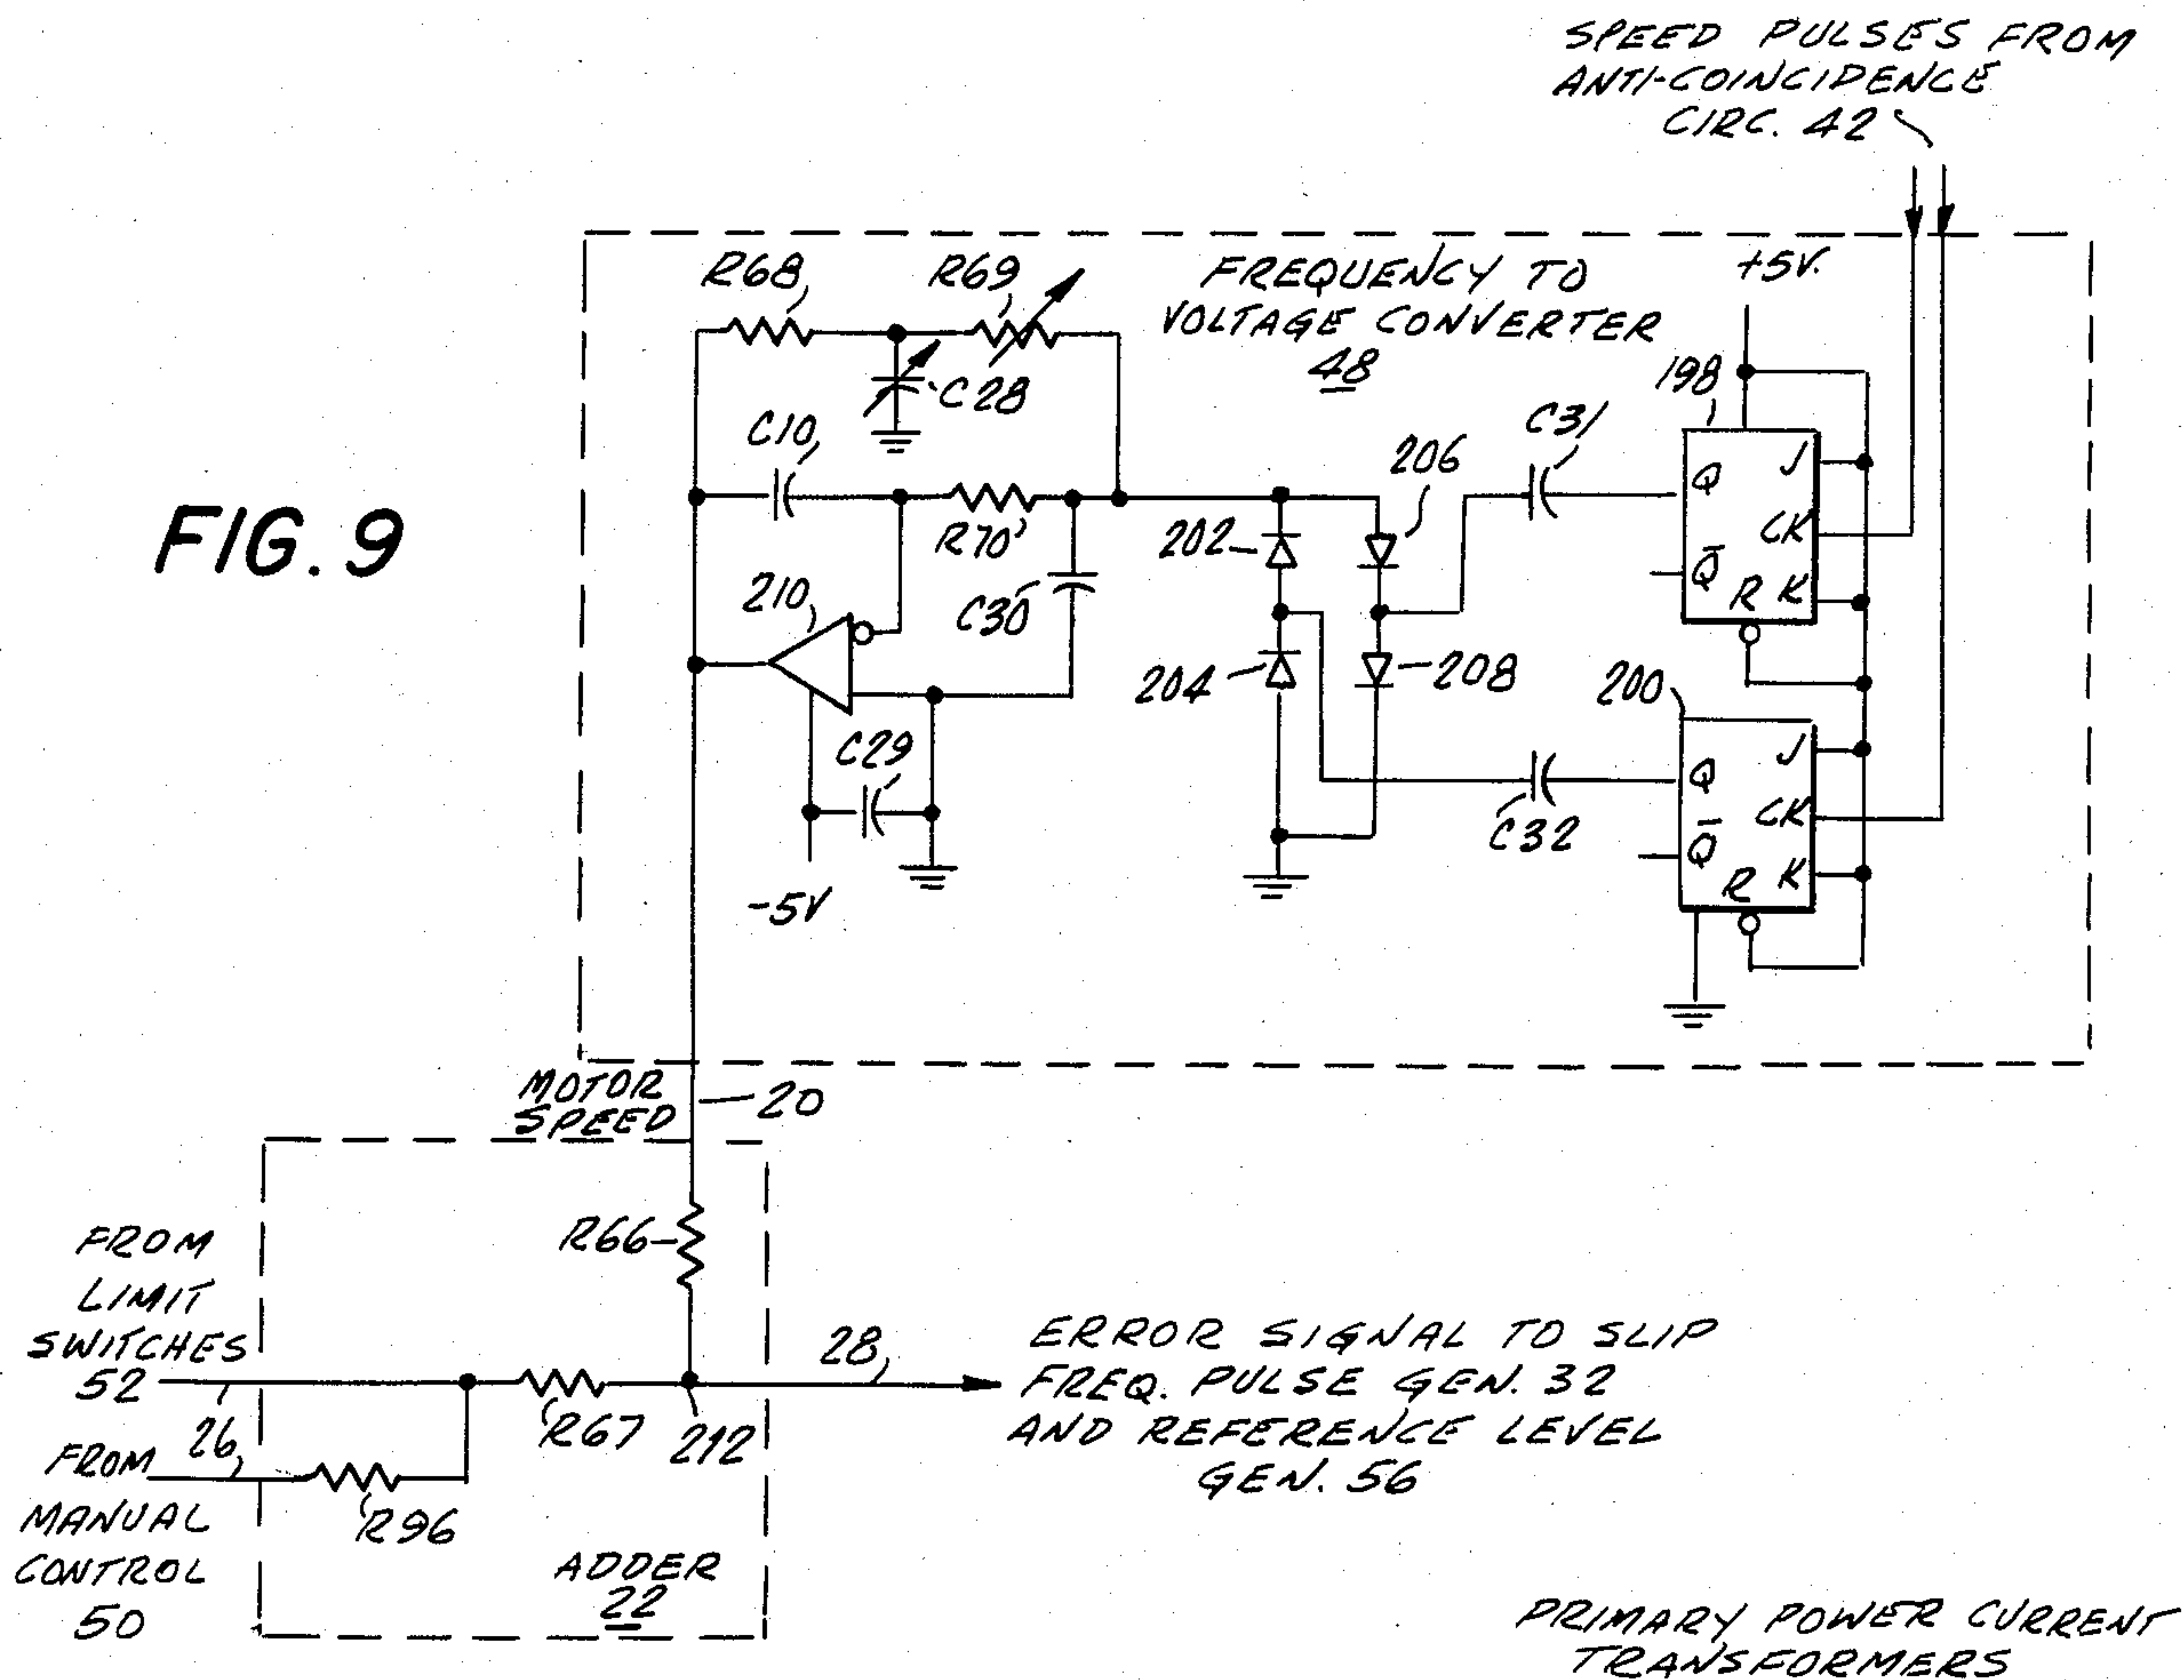 SPEED PULSES FROM
ANTI-COINCIDENCE
CIRC. 42
R68
R69
FREQUENCY TO
VOLTAGE CONVERTER
48
+5V.
198
C28
C10
C31
206
Q
J
FIG. 9
R70
202
CK
Q̅
R
K
210
C30
204
208
200
C29
Q
J
C32
CK
Q̅
R
K
-5V
MOTOR
SPEED
20
R66
FROM
LIMIT
SWITCHES
52
28
ERROR SIGNAL TO SLIP
FREQ. PULSE GEN. 32
AND REFERENCE LEVEL
GEN. 56
26
R67
212
FROM
MANUAL
CONTROL
50
R96
ADDER
22
PRIMARY POWER CURRENT
TRANSFORMERS